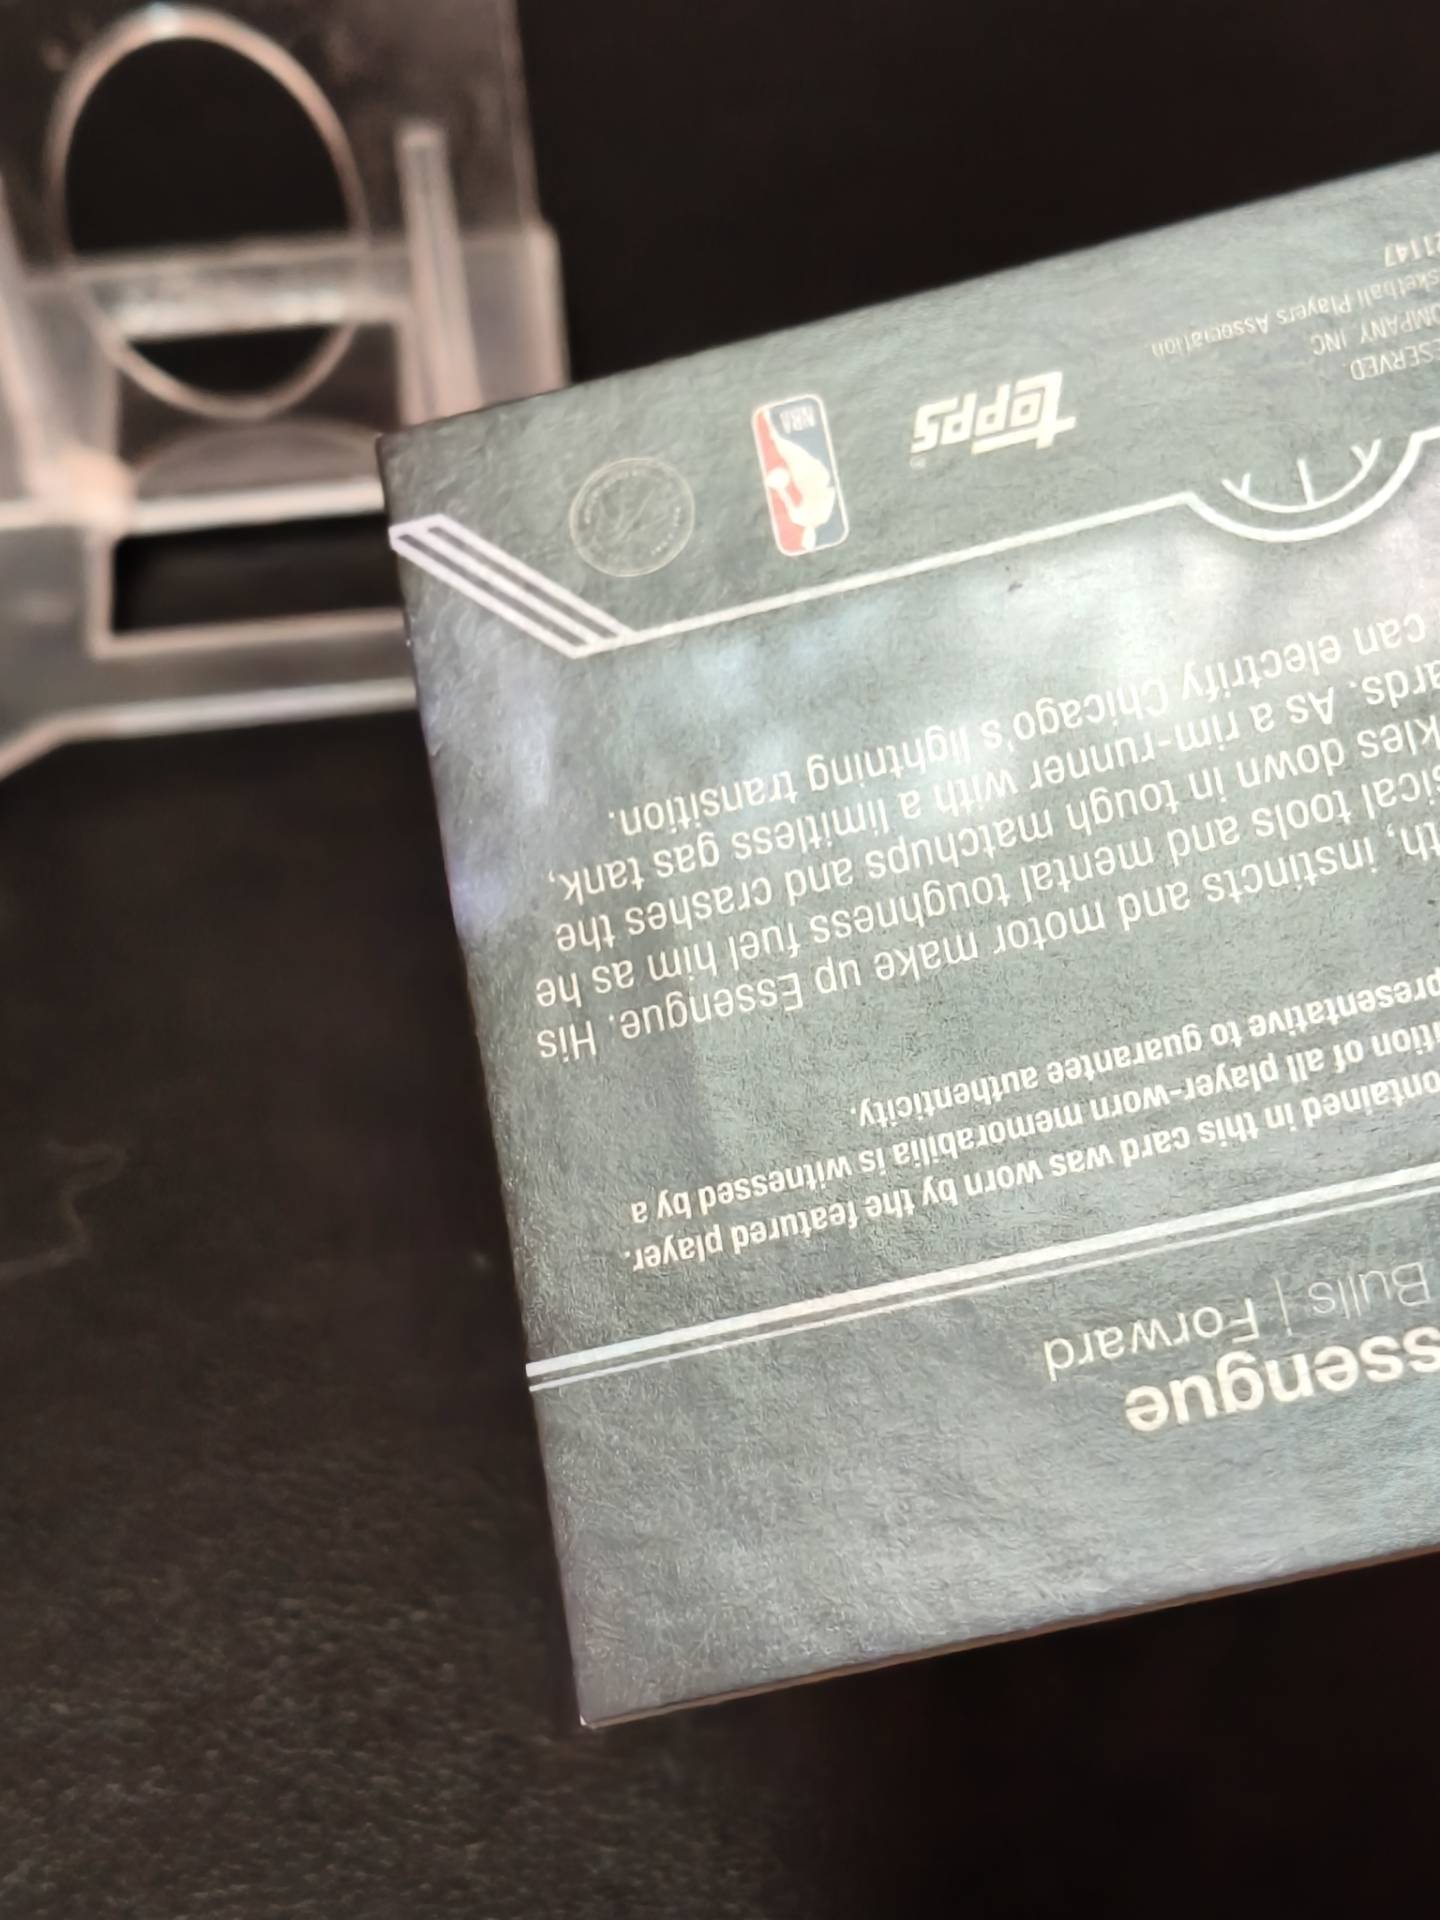 ssengue
Bulls | Forward
ontained in this card was worn by the featured player.
ition of all player-worn memorabilia is witnessed by a
presentative to guarantee authenticity.
th, instincts and motor make up Essengue. His
sical tools and mental toughness fuel him as he
kles down in tough matchups and crashes the
ards. As a rim-runner with a limitless gas tank,
can electrify Chicago's lightning transition.
ESERVED
OMPANY, INC
sketball Players Association.
21147
topps
NBA